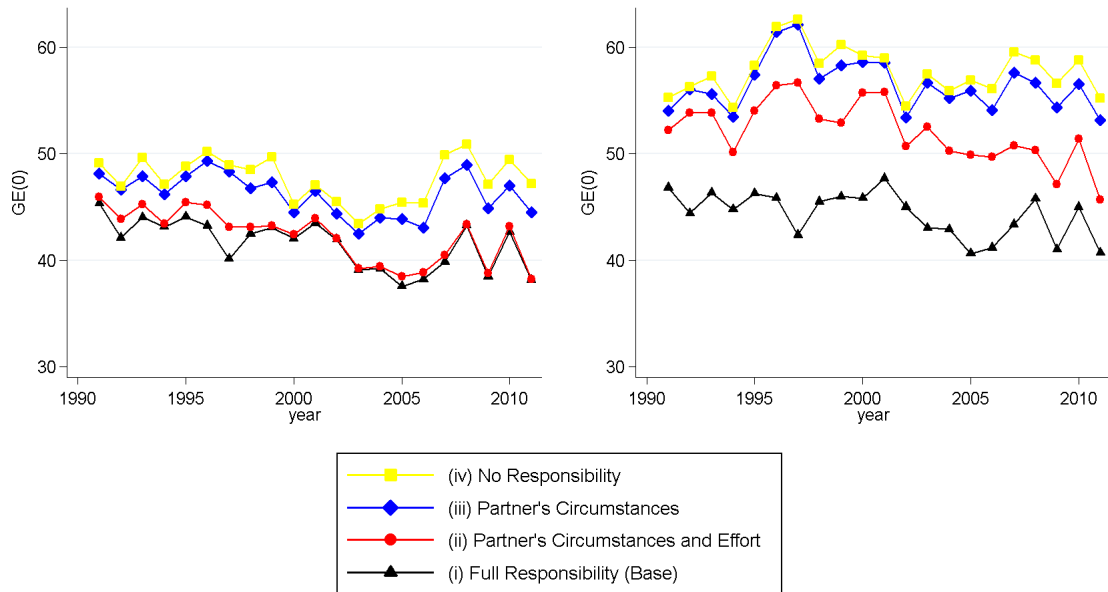 60
50
40
30
GE(0)
1990
1995
2000
2005
2010
year
60
50
40
30
GE(0)
1990
1995
2000
2005
2010
year
(iv) No Responsibility
(iii) Partner's Circumstances
(ii) Partner's Circumstances and Effort
(i) Full Responsibility (Base)